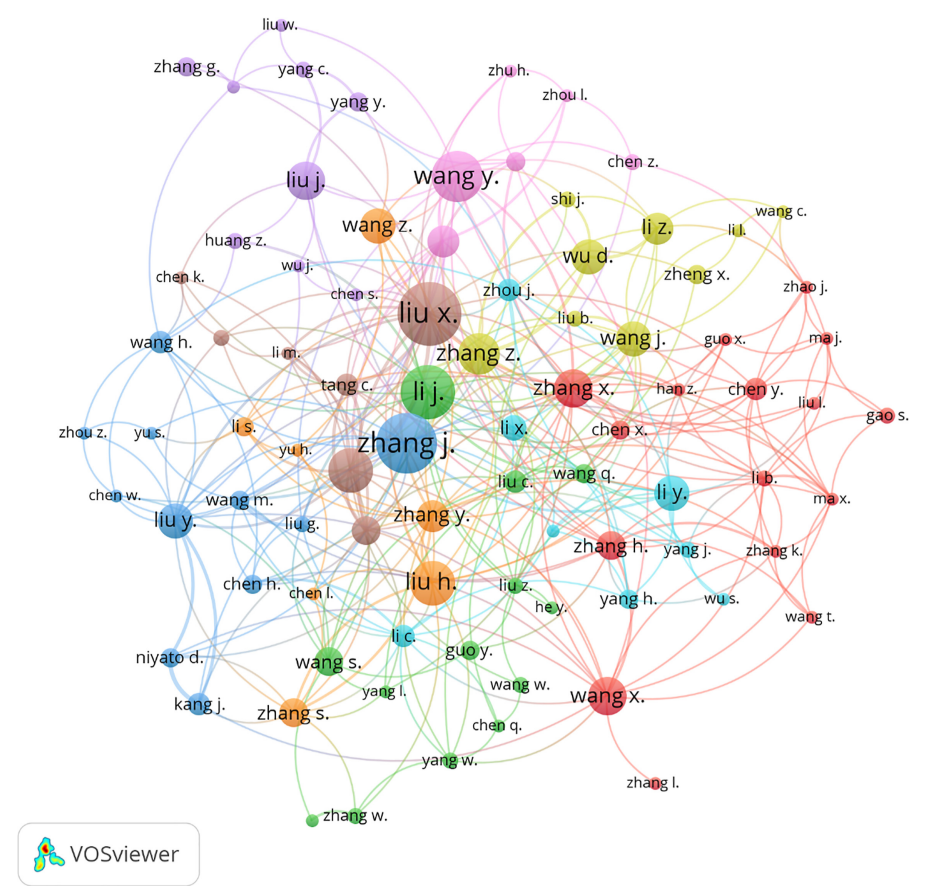 liu w.
zhang g.
yang c.
zhu h.
zhou l.
yang y.
chen z.
liu j.
wang y.
shi j.
wang c.
wang z.
li z.
li l.
huang z.
wu d.
wu j.
zheng x.
chen k.
zhou j.
zhao j.
chen s.
liu x.
liu b.
wang h.
li m.
zhang z.
wang j.
guo x.
ma j.
tang c.
li j.
zhang x.
han z.
chen y.
liu l.
gao s.
zhou z.
yu s.
li s.
zhang j.
li x.
chen x.
yu h.
liu c.
wang q.
li b.
chen w.
wang m.
li y.
ma x.
liu y.
liu g.
zhang y.
zhang h.
yang j.
zhang k.
chen h.
chen l.
liu h.
liu z.
he y.
yang h.
wu s.
wang t.
li c.
niyato d.
wang s.
guo y.
yang l.
wang w.
wang x.
kang j.
zhang s.
chen q.
yang w.
zhang l.
zhang w.
VOSviewer